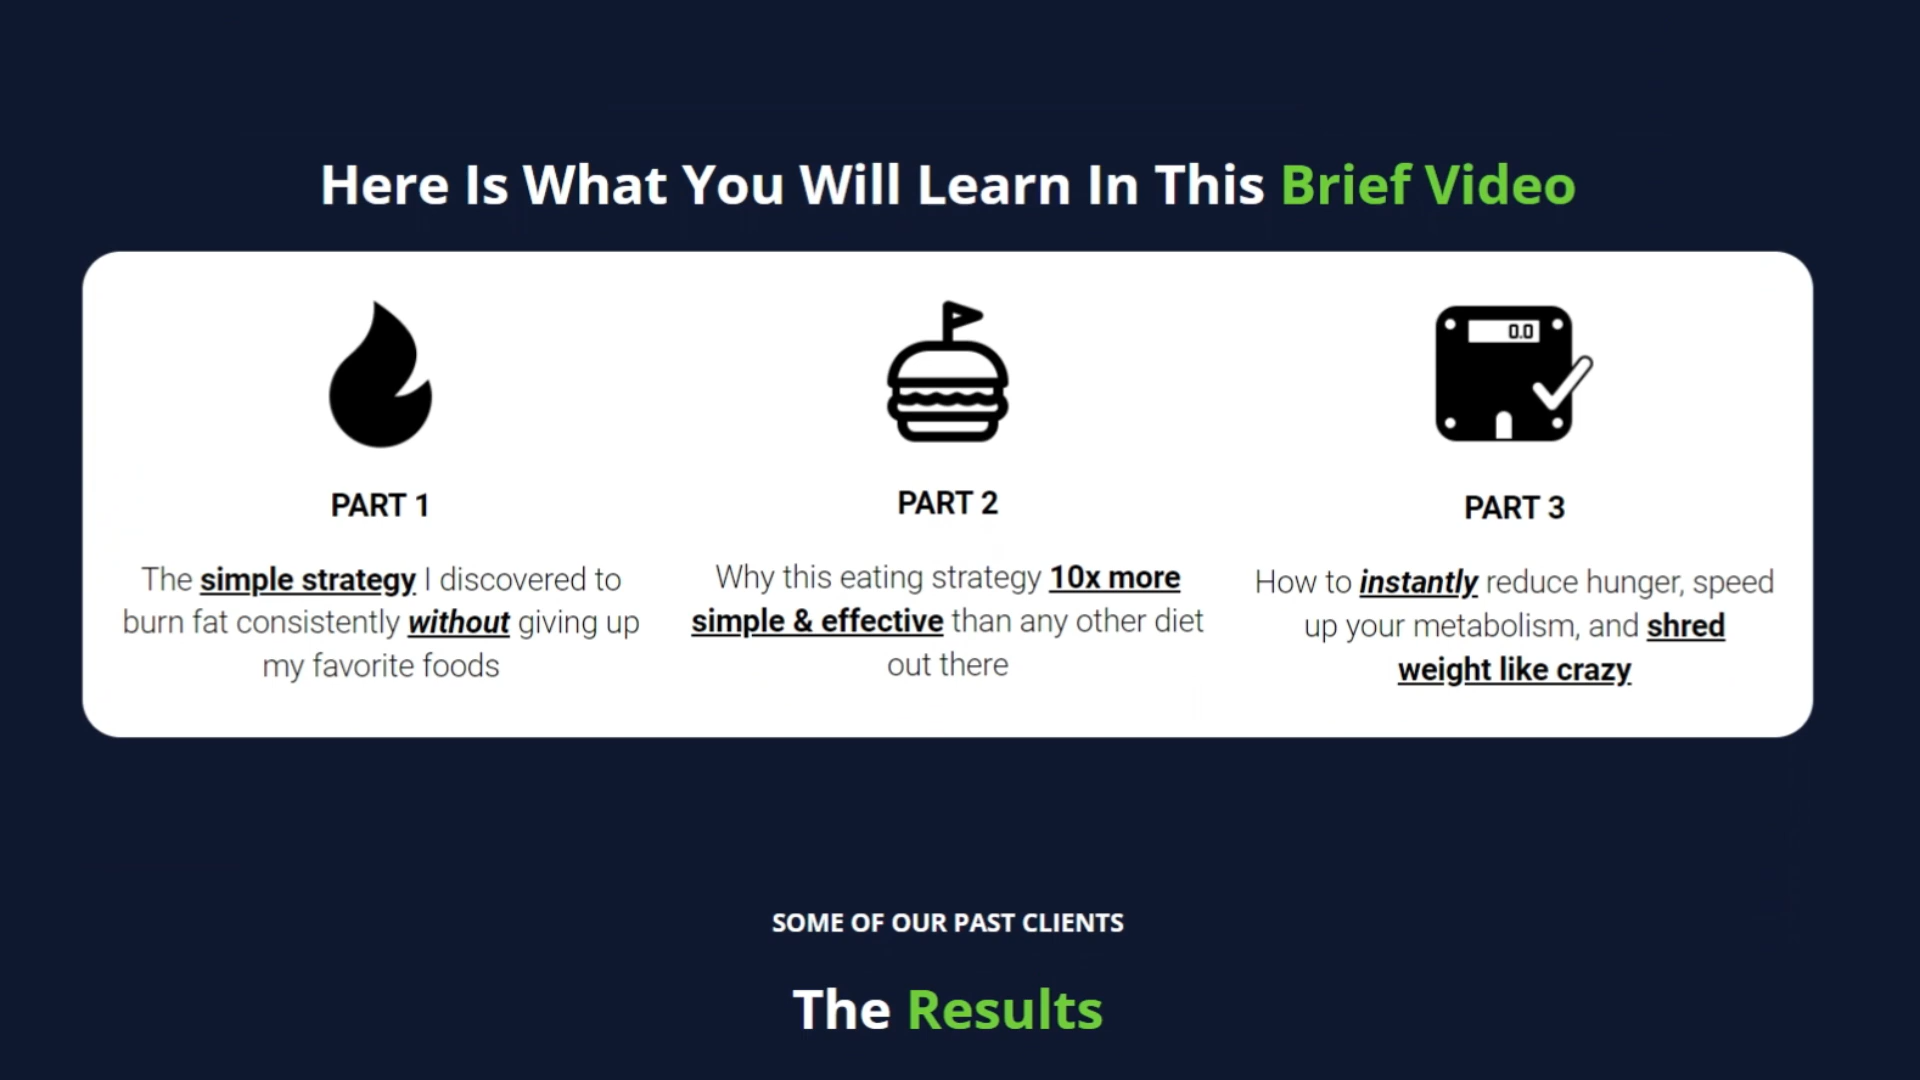 Here Is What You Will Learn In This Brief Video
0.0
PART 1
The simple strategy I discovered to
burn fat consistently without giving up
my favorite foods
PART 2
Why this eating strategy 10x more
simple & effective than any other diet
out there
PART 3
How to instantly reduce hunger, speed
up your metabolism, and shred
weight like crazy
SOME OF OUR PAST CLIENTS
The Results